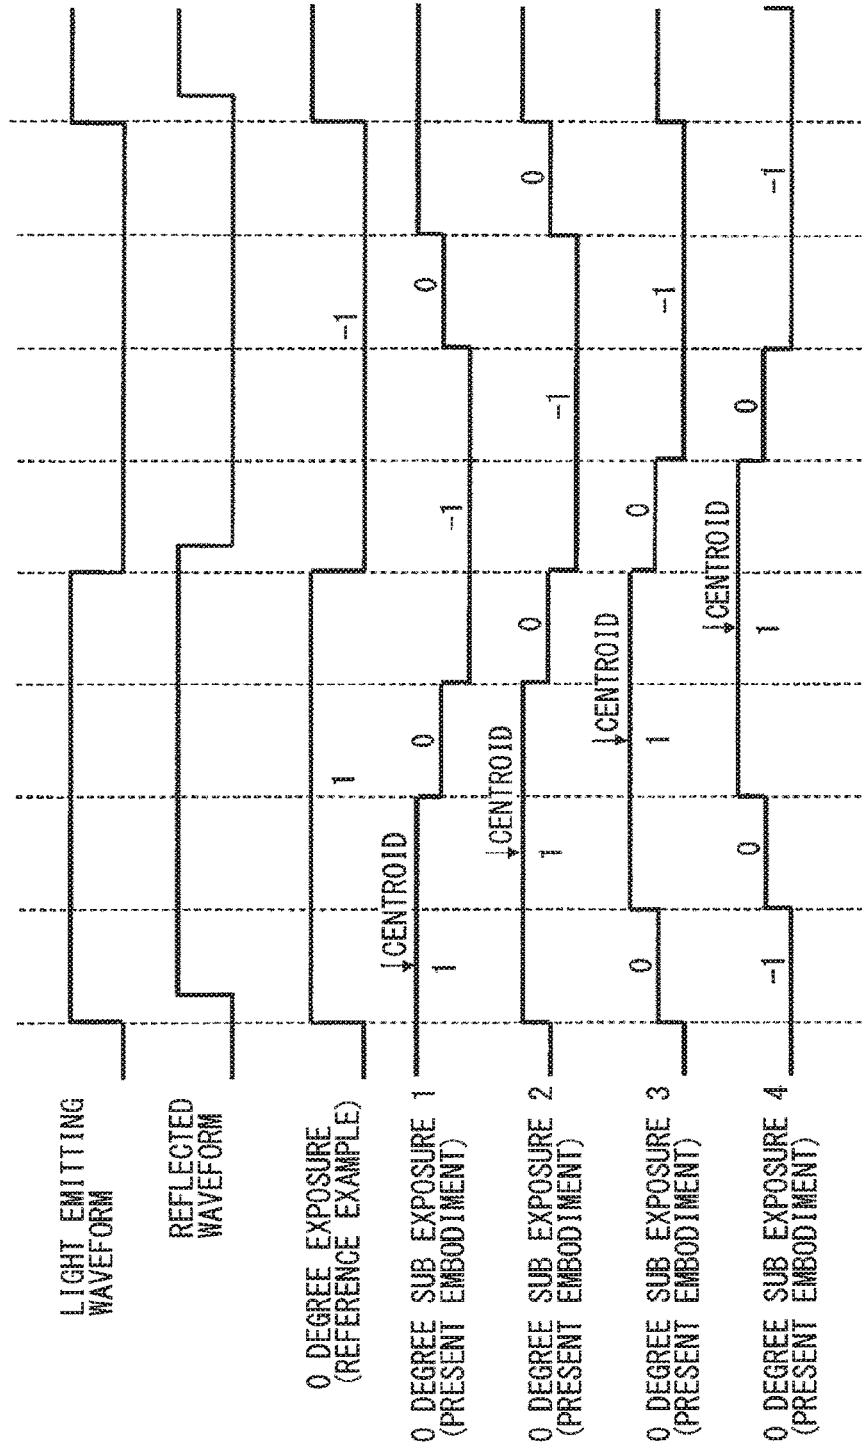 LIGHT EMITTING
WAVEFORM
REFLECTED
WAVEFORM
0 DEGREE EXPOSURE
(REFERENCE EXAMPLE)
1
-1
0 DEGREE SUB EXPOSURE 1
(PRESENT EMBODIMENT)
↓CENTROID
1
0
-1
0
0 DEGREE SUB EXPOSURE 2
(PRESENT EMBODIMENT)
↓CENTROID
1
0
-1
0
0 DEGREE SUB EXPOSURE 3
(PRESENT EMBODIMENT)
0
↓CENTROID
1
0
-1
0 DEGREE SUB EXPOSURE 4
(PRESENT EMBODIMENT)
-1
0
↓CENTROID
1
0
-1